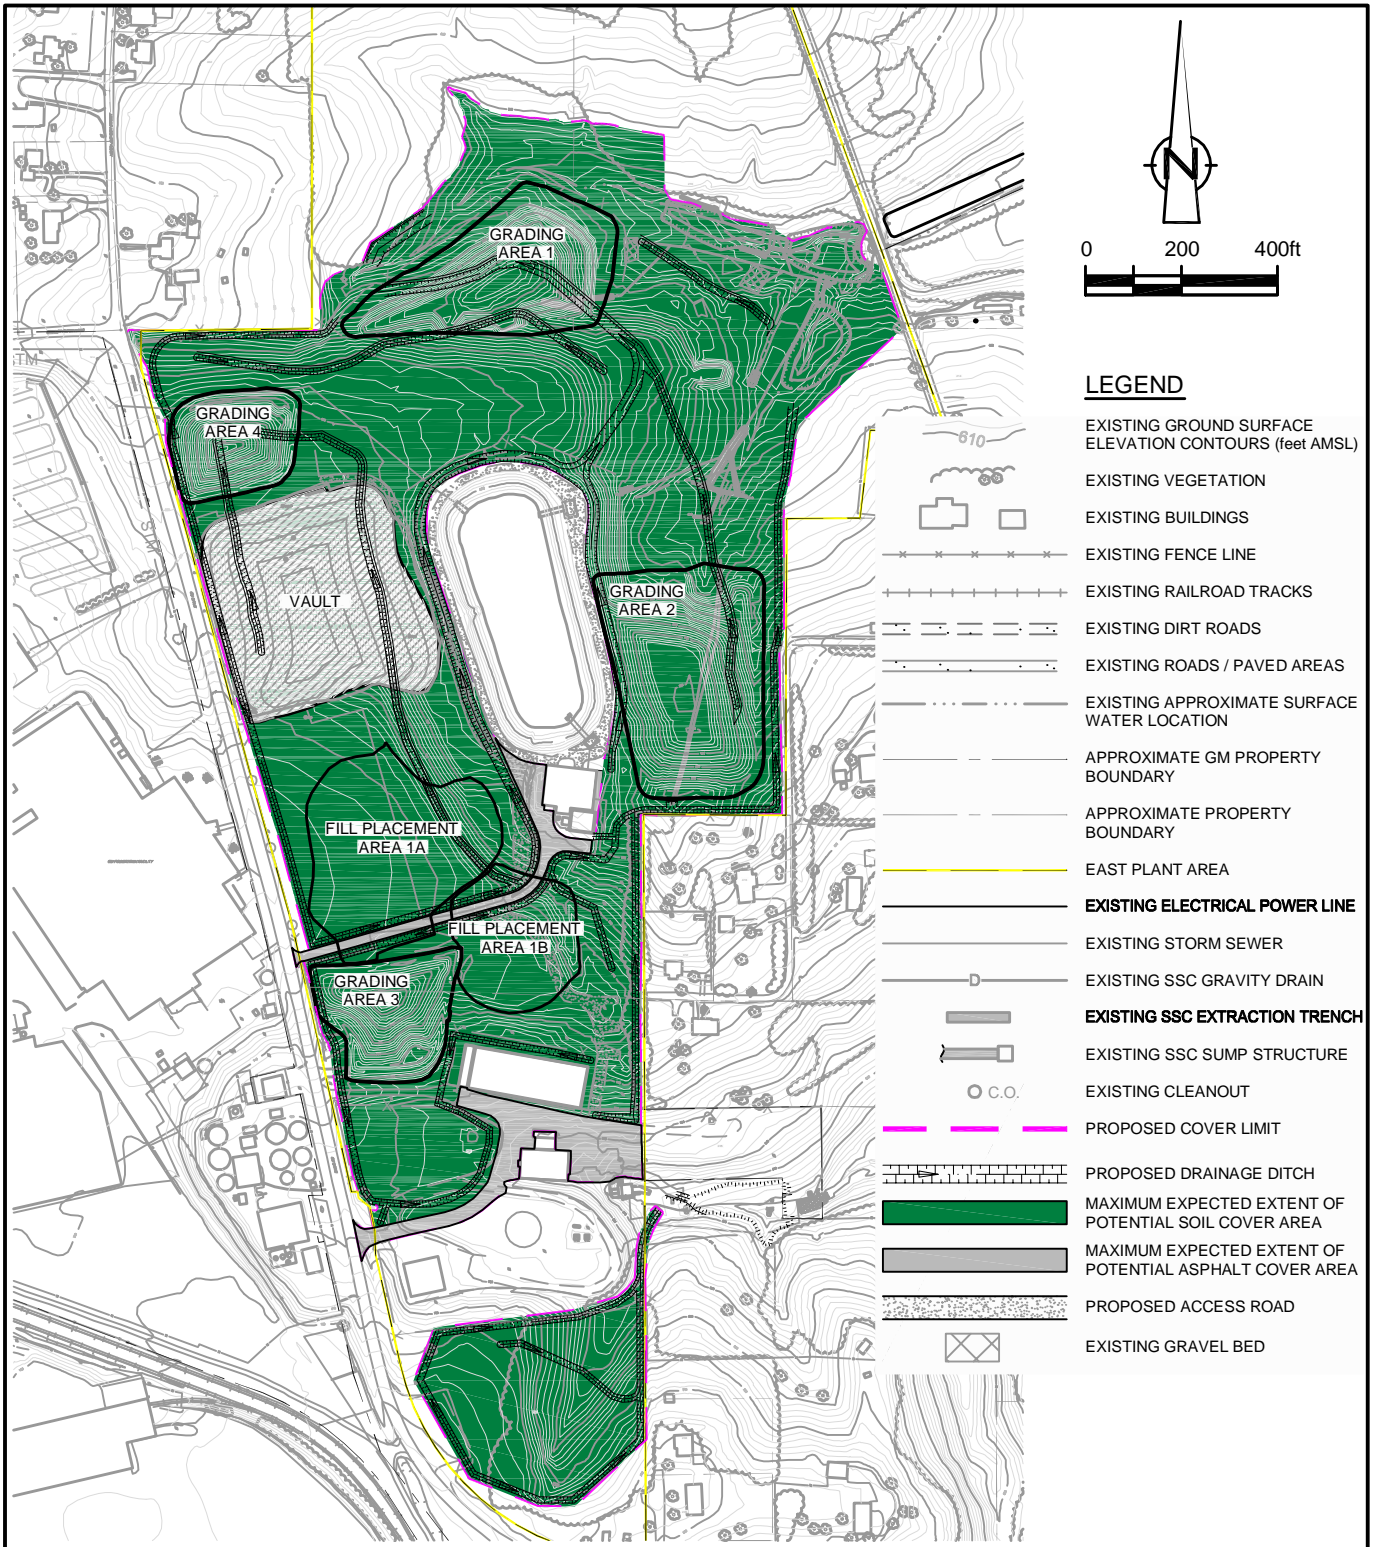 N
0 200 400ft
GRADING
AREA 1
GRADING
AREA 4
VAULT
GRADING
AREA 2
FILL PLACEMENT
AREA 1A
FILL PLACEMENT
AREA 1B
GRADING
AREA 3
LEGEND
610
EXISTING GROUND SURFACE
ELEVATION CONTOURS (feet AMSL)
EXISTING VEGETATION
EXISTING BUILDINGS
EXISTING FENCE LINE
EXISTING RAILROAD TRACKS
EXISTING DIRT ROADS
EXISTING ROADS / PAVED AREAS
EXISTING APPROXIMATE SURFACE
WATER LOCATION
APPROXIMATE GM PROPERTY
BOUNDARY
APPROXIMATE PROPERTY
BOUNDARY
EAST PLANT AREA
EXISTING ELECTRICAL POWER LINE
EXISTING STORM SEWER
D
EXISTING SSC GRAVITY DRAIN
EXISTING SSC EXTRACTION TRENCH
EXISTING SSC SUMP STRUCTURE
C.O.
EXISTING CLEANOUT
PROPOSED COVER LIMIT
PROPOSED DRAINAGE DITCH
MAXIMUM EXPECTED EXTENT OF
POTENTIAL SOIL COVER AREA
MAXIMUM EXPECTED EXTENT OF
POTENTIAL ASPHALT COVER AREA
PROPOSED ACCESS ROAD
EXISTING GRAVEL BED